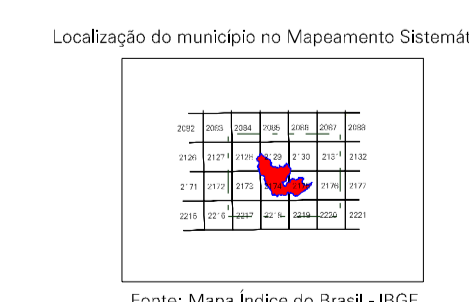 Localização do município no Mapeamento Sistemát
2082 2083 2084 2085 2086 2087 2088
2126 2127 2128 2129 2130 2131 2132
2171 2172 2173 2174 2176 2177
2215 2216 2217 2218 2219 2220 2221
Fonte: Mapa Índice do Brasil - IBGE